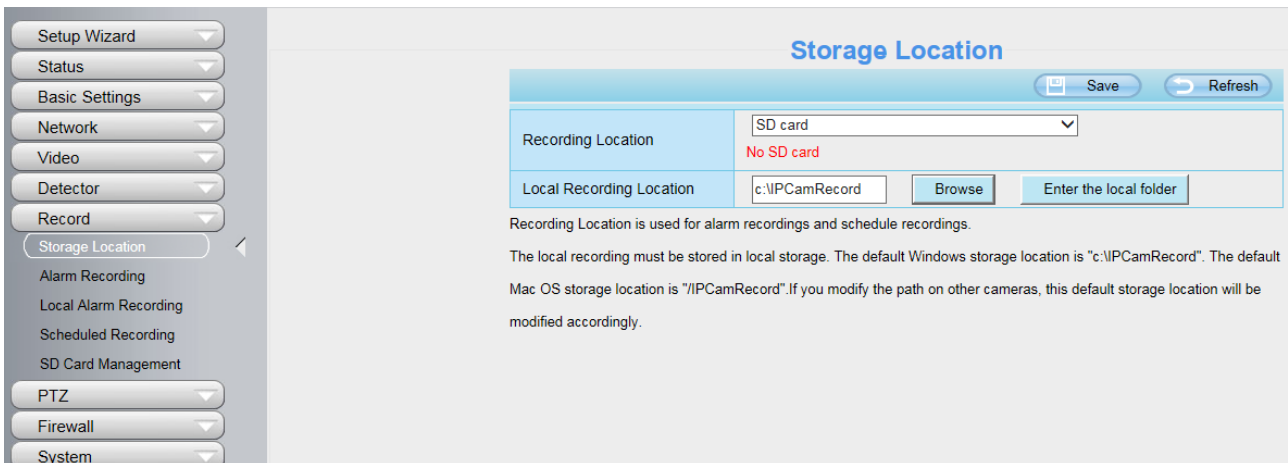 Setup Wizard
Status
Basic Settings
Network
Video
Detector
Record
Storage Location
Alarm Recording
Local Alarm Recording
Scheduled Recording
SD Card Management
PTZ
Firewall
System
Storage Location
Save Refresh
Recording Location SD card
No SD card
Local Recording Location c:\IPCamRecord Browse Enter the local folder
Recording Location is used for alarm recordings and schedule recordings.
The local recording must be stored in local storage. The default Windows storage location is "c:\IPCamRecord". The default
Mac OS storage location is "/IPCamRecord".If you modify the path on other cameras, this default storage location will be
modified accordingly.